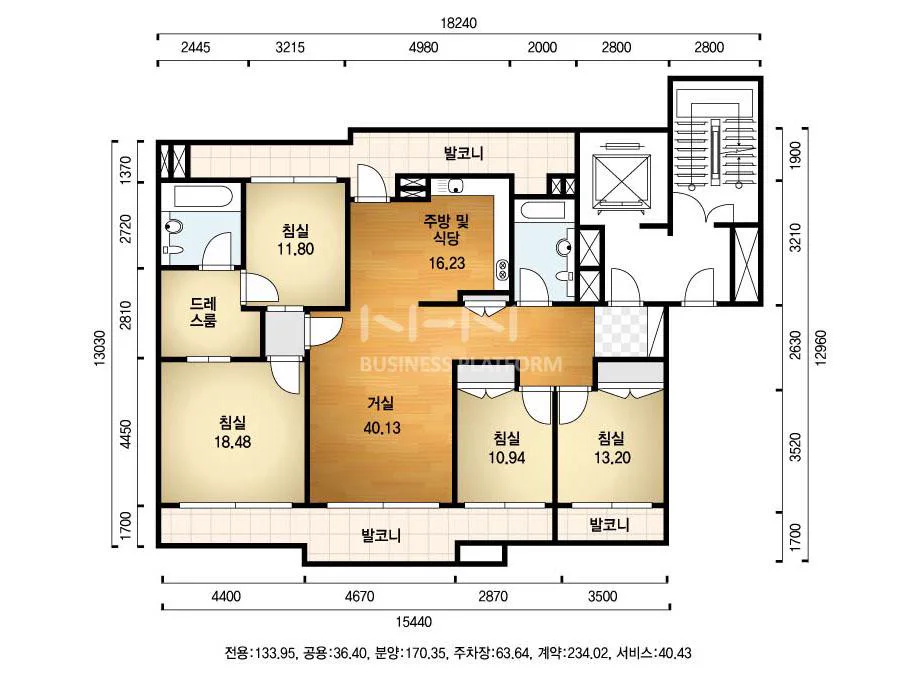 18240
2445 3215 4980 2000 2800 2800
발코니
1370 1900
침실
11.80
주방 및
식당
16.23
2720 3210
드레
스룸
NHN
BUSINESS PLATFORM
2810 2630
13030 12960
거실
40.13
침실
18.48
침실
10.94
침실
13.20
4450 3520
발코니 발코니
1700 1700
4400 4670 2870 3500
15440
전용:133.95, 공용:36.40, 분양:170.35, 주차장:63.64, 계약:234.02, 서비스:40.43